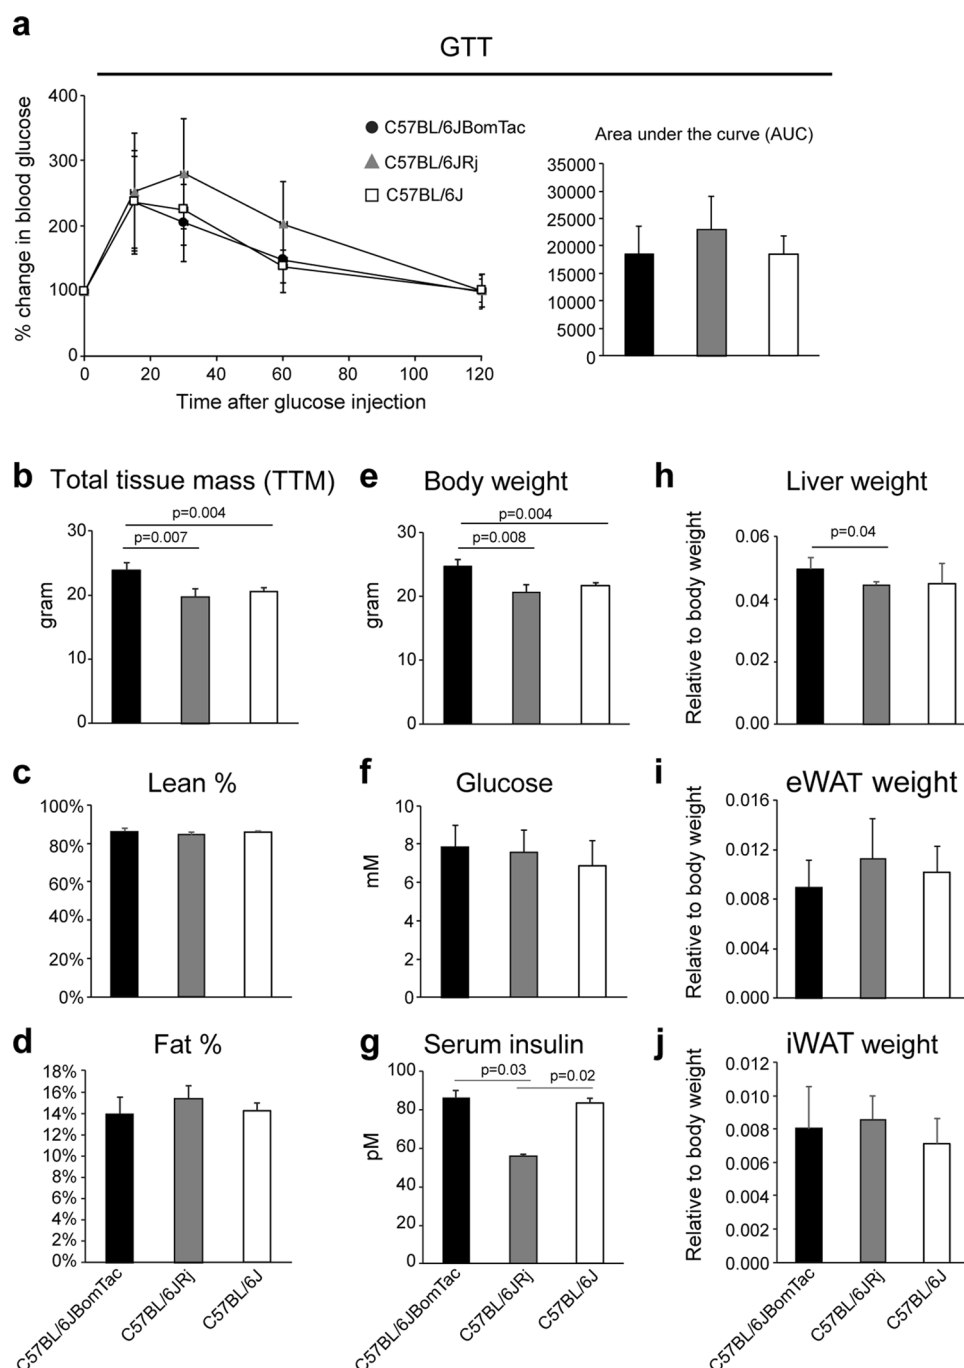 a
GTT
% change in blood glucose
400
300
200
100
0
0
20
40
60
80
100
120
Time after glucose injection
C57BL/6JBomTac
C57BL/6JRj
C57BL/6J
Area under the curve (AUC)
35000
30000
25000
20000
15000
10000
5000
0
b Total tissue mass (TTM)
p=0.004
p=0.007
gram
30
20
10
0
e Body weight
p=0.004
p=0.008
gram
30
20
10
0
h Liver weight
p=0.04
Relative to body weight
0.06
0.04
0.02
0.00
c Lean %
100%
80%
60%
40%
20%
0%
f Glucose
mM
10
8
6
4
2
0
i eWAT weight
Relative to body weight
0.016
0.012
0.008
0.004
0.000
d Fat %
18%
16%
14%
12%
10%
8%
6%
4%
2%
0%
C57BL/6JBomTac
C57BL/6JRj
C57BL/6J
g Serum insulin
p=0.03
p=0.02
pM
80
60
40
20
0
C57BL/6JBomTac
C57BL/6JRj
C57BL/6J
j iWAT weight
Relative to body weight
0.012
0.010
0.008
0.006
0.004
0.002
0.000
C57BL/6JBomTac
C57BL/6JRj
C57BL/6J